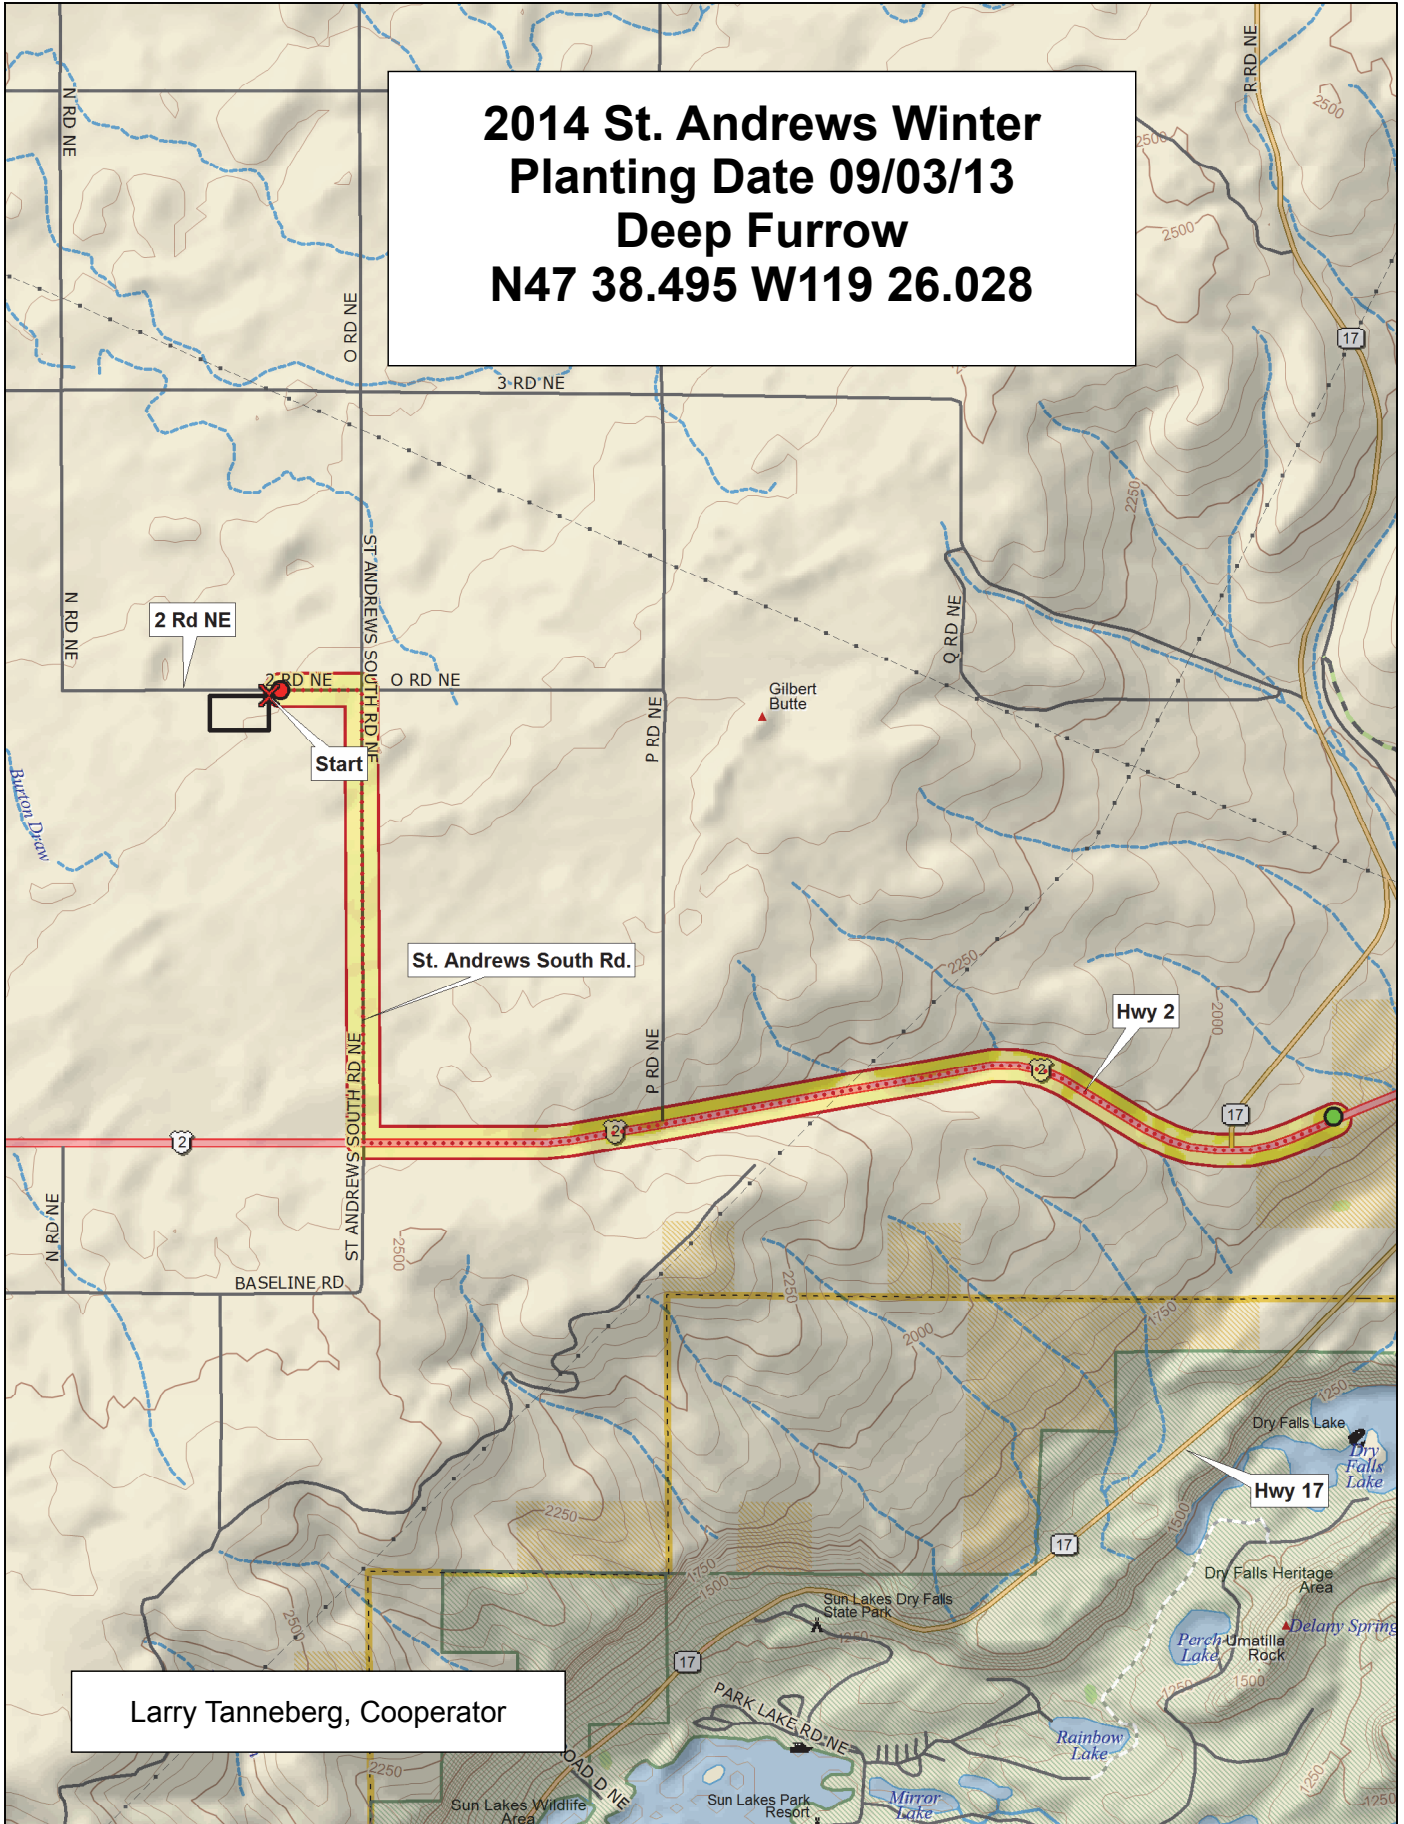 2014 St. Andrews Winter
Planting Date 09/03/13
Deep Furrow
N47 38.495 W119 26.028
N RD NE
R RD NE
2500
2500
2500
O RD NE
17
3 RD NE
2250
ST ANDREWS SOUTH RD NE
N RD NE
2 Rd NE
Q RD NE
2 RD NE
O RD NE
Gilbert
Butte
P RD NE
Start
Burton Draw
St. Andrews South Rd.
2250
Hwy 2
2000
ST ANDREWS SOUTH RD NE
P RD NE
2
2
2
17
N RD NE
2500
BASELINE RD
2250
1750
2000
1250
Dry Falls Lake
Dry
Falls
Lake
Hwy 17
1500
2250
17
1750
1500
Dry Falls Heritage
Area
Sun Lakes Dry Falls
State Park
1250
2500
Perch
Lake
Umatilla
Rock
Delany Spring
17
1250
1500
Larry Tanneberg, Cooperator
PARK LAKE RD NE
Rainbow
Lake
2250
OAD D NE
1250
1250
Sun Lakes Wildlife
Area
Sun Lakes Park
Resort
Mirror
Lake